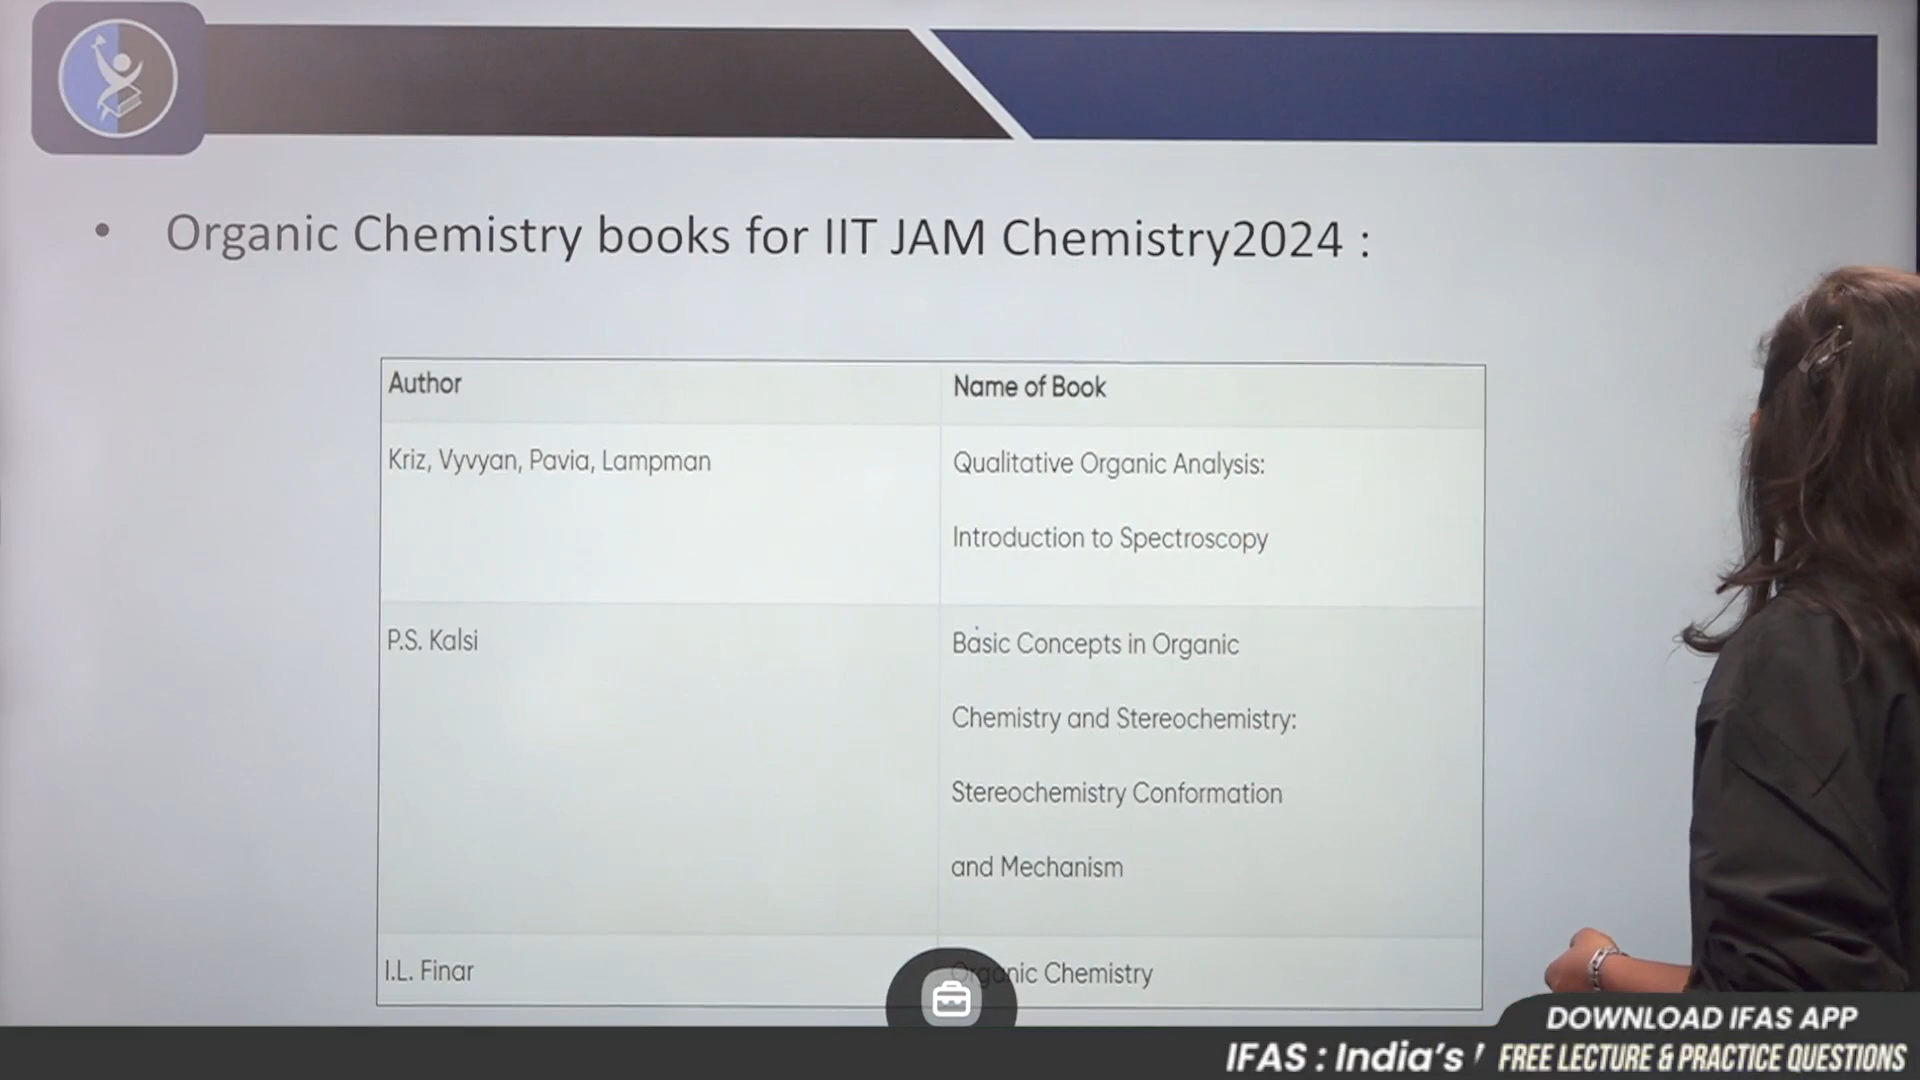 • Organic Chemistry books for IIT JAM Chemistry2024 :
Author
Name of Book
Kriz, Vyvyan, Pavia, Lampman
Qualitative Organic Analysis:
Introduction to Spectroscopy
P.S. Kalsi
Basic Concepts in Organic
Chemistry and Stereochemistry:
Stereochemistry Conformation
and Mechanism
I.L. Finar
Organic Chemistry
DOWNLOAD IFAS APP
IFAS : India's
FREE LECTURE & PRACTICE QUESTIONS